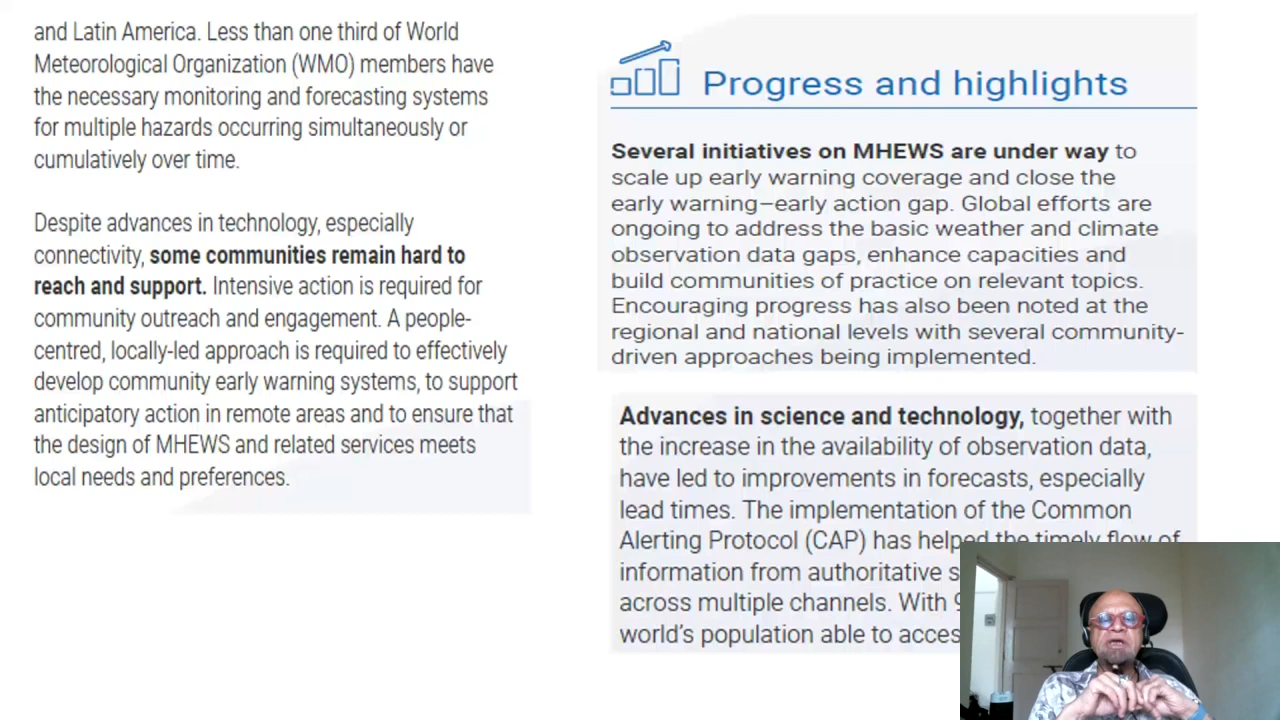 and Latin America. Less than one third of World
Meteorological Organization (WMO) members have
the necessary monitoring and forecasting systems
for multiple hazards occurring simultaneously or
cumulatively over time.
Despite advances in technology, especially
connectivity, some communities remain hard to
reach and support. Intensive action is required for
community outreach and engagement. A people-
centred, locally-led approach is required to effectively
develop community early warning systems, to support
anticipatory action in remote areas and to ensure that
the design of MHEWS and related services meets
local needs and preferences.
Progress and highlights
Several initiatives on MHEWS are under way to
scale up early warning coverage and close the
early warning–early action gap. Global efforts are
ongoing to address the basic weather and climate
observation data gaps, enhance capacities and
build communities of practice on relevant topics.
Encouraging progress has also been noted at the
regional and national levels with several community-
driven approaches being implemented.
Advances in science and technology, together with
the increase in the availability of observation data,
have led to improvements in forecasts, especially
lead times. The implementation of the Common
Alerting Protocol (CAP) has helped the timely flow of
information from authoritative
across multiple channels. With
world's population able to